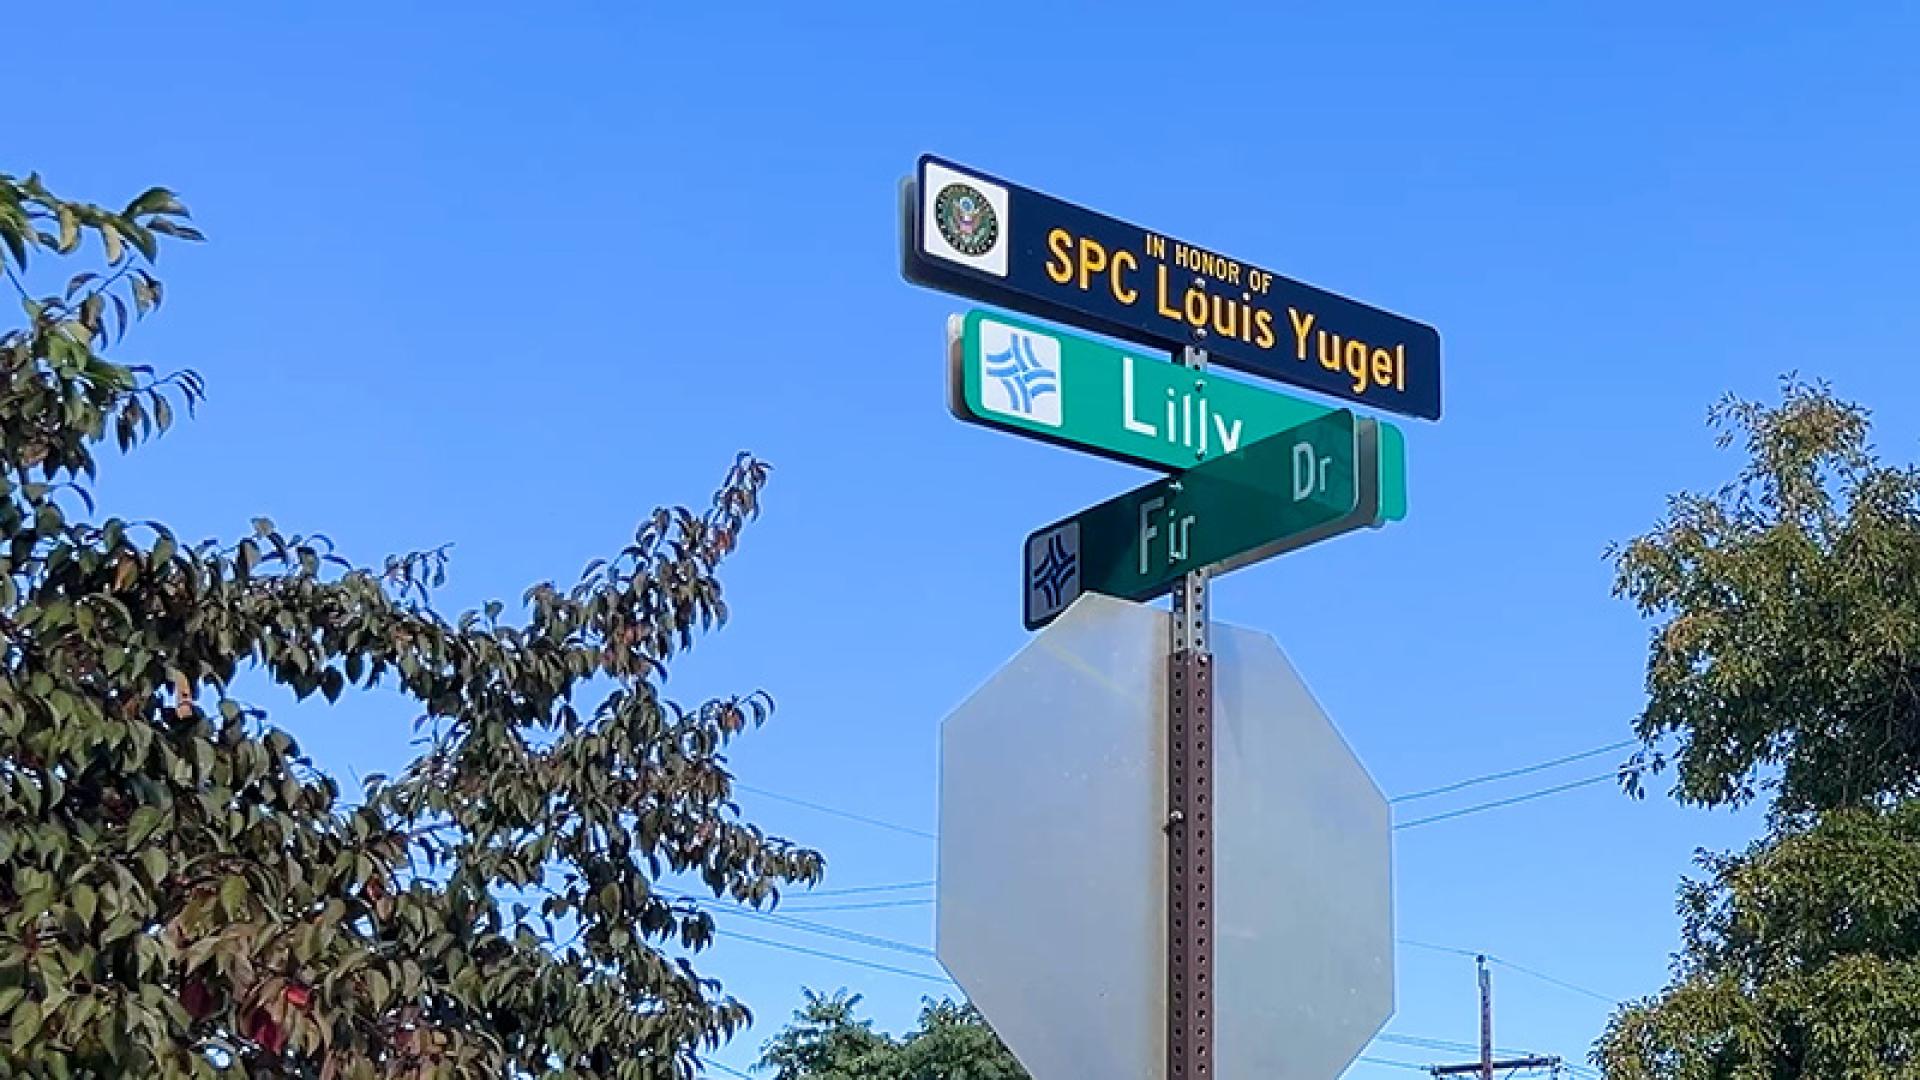 IN HONOR OF
SPC Louis Yugel
Lilly
Fir Dr